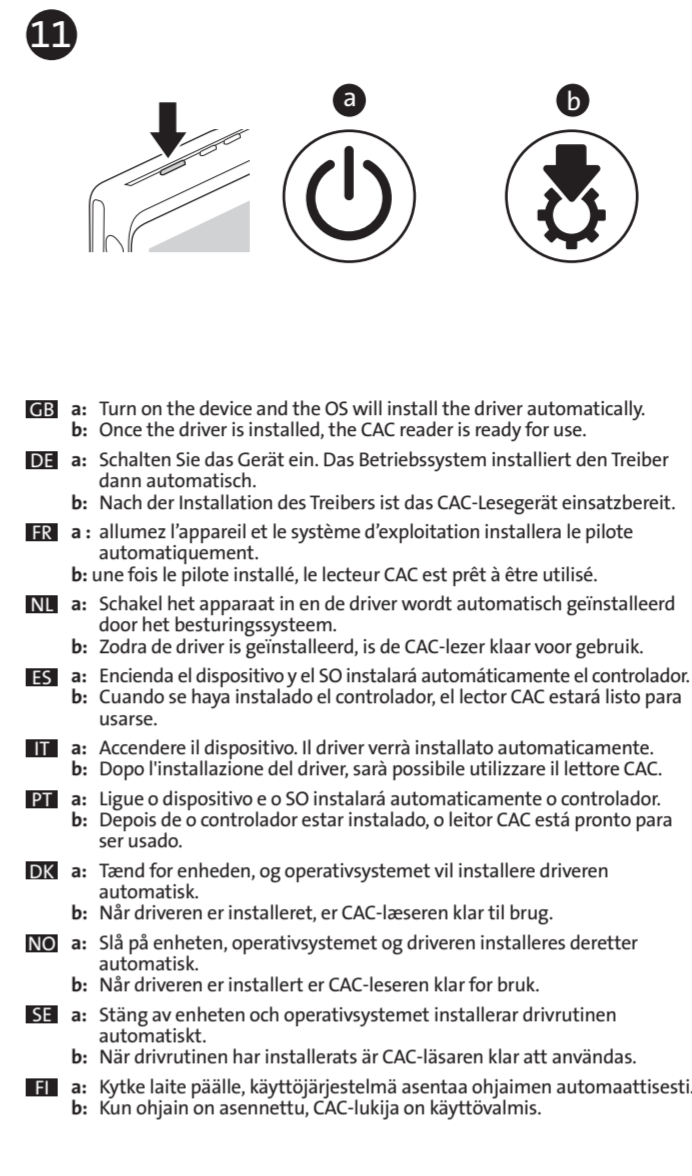 11
a
b
GB a: Turn on the device and the OS will install the driver automatically.
b: Once the driver is installed, the CAC reader is ready for use.
DE a: Schalten Sie das Gerät ein. Das Betriebssystem installiert den Treiber
dann automatisch.
b: Nach der Installation des Treibers ist das CAC-Lesegerät einsatzbereit.
FR a : allumez l’appareil et le système d’exploitation installera le pilote
automatiquement.
b: une fois le pilote installé, le lecteur CAC est prêt à être utilisé.
NL a: Schakel het apparaat in en de driver wordt automatisch geïnstalleerd
door het besturingssysteem.
b: Zodra de driver is geïnstalleerd, is de CAC-lezer klaar voor gebruik.
ES a: Encienda el dispositivo y el SO instalará automáticamente el controlador.
b: Cuando se haya instalado el controlador, el lector CAC estará listo para
usarse.
IT a: Accendere il dispositivo. Il driver verrà installato automaticamente.
b: Dopo l'installazione del driver, sarà possibile utilizzare il lettore CAC.
PT a: Ligue o dispositivo e o SO instalará automaticamente o controlador.
b: Depois de o controlador estar instalado, o leitor CAC está pronto para
ser usado.
DK a: Tænd for enheden, og operativsystemet vil installere driveren
automatisk.
b: Når driveren er installeret, er CAC-læseren klar til brug.
NO a: Slå på enheten, operativsystemet og driveren installeres deretter
automatisk.
b: Når driveren er installert er CAC-leseren klar for bruk.
SE a: Stäng av enheten och operativsystemet installerar drivrutinen
automatiskt.
b: När drivrutinen har installerats är CAC-läsaren klar att användas.
FI a: Kytke laite päälle, käyttöjärjestelmä asentaa ohjaimen automaattisesti.
b: Kun ohjain on asennettu, CAC-lukija on käyttövalmis.